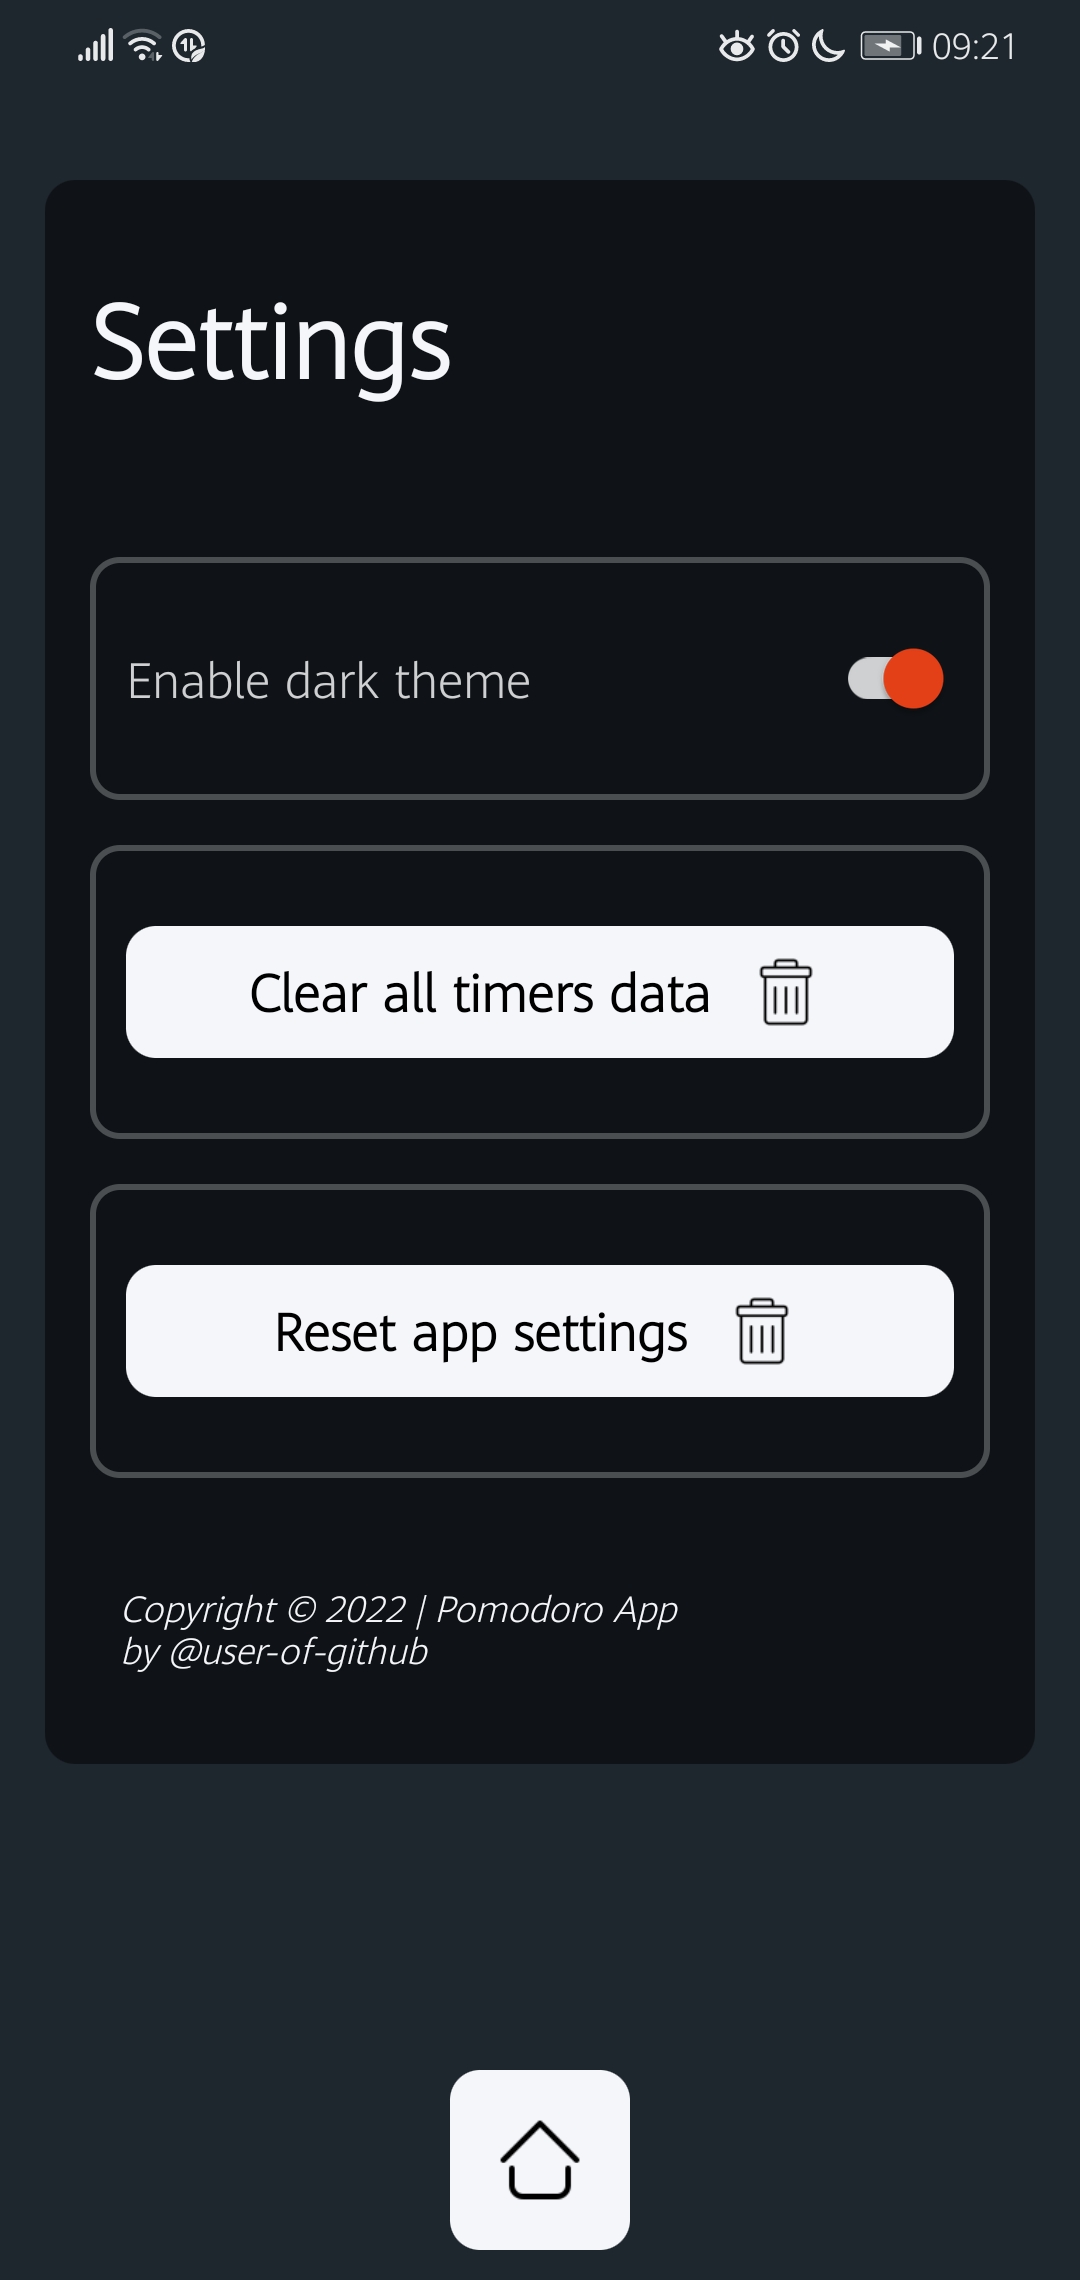 09:21
Settings
Enable dark theme
Clear all timers data
Reset app settings
Copyright © 2022 | Pomodoro App
by @user-of-github